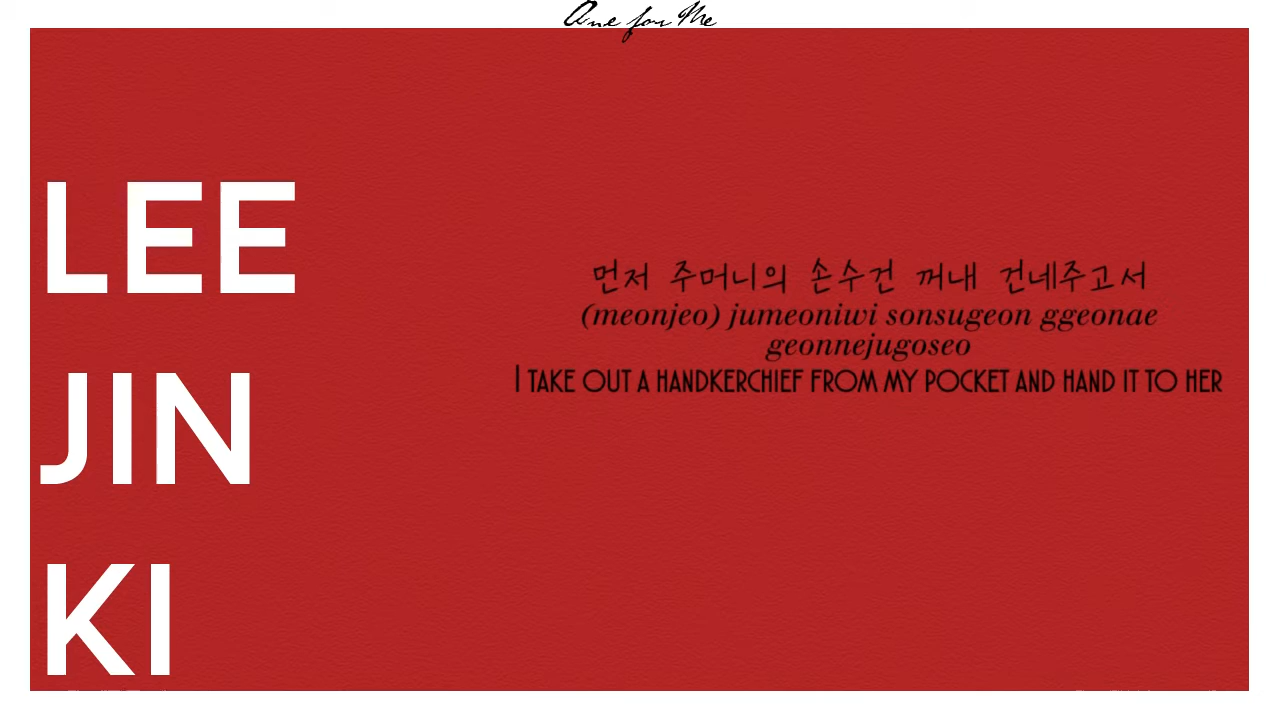 One for Me
LEE
JIN
KI
먼저 주머니의 손수건 꺼내 건네주고서
(meonjeo) jumeoniwi sonsugeon ggeonae
geonnejugoseo
I TAKE OUT A HANDKERCHIEF FROM MY POCKET AND HAND IT TO HER